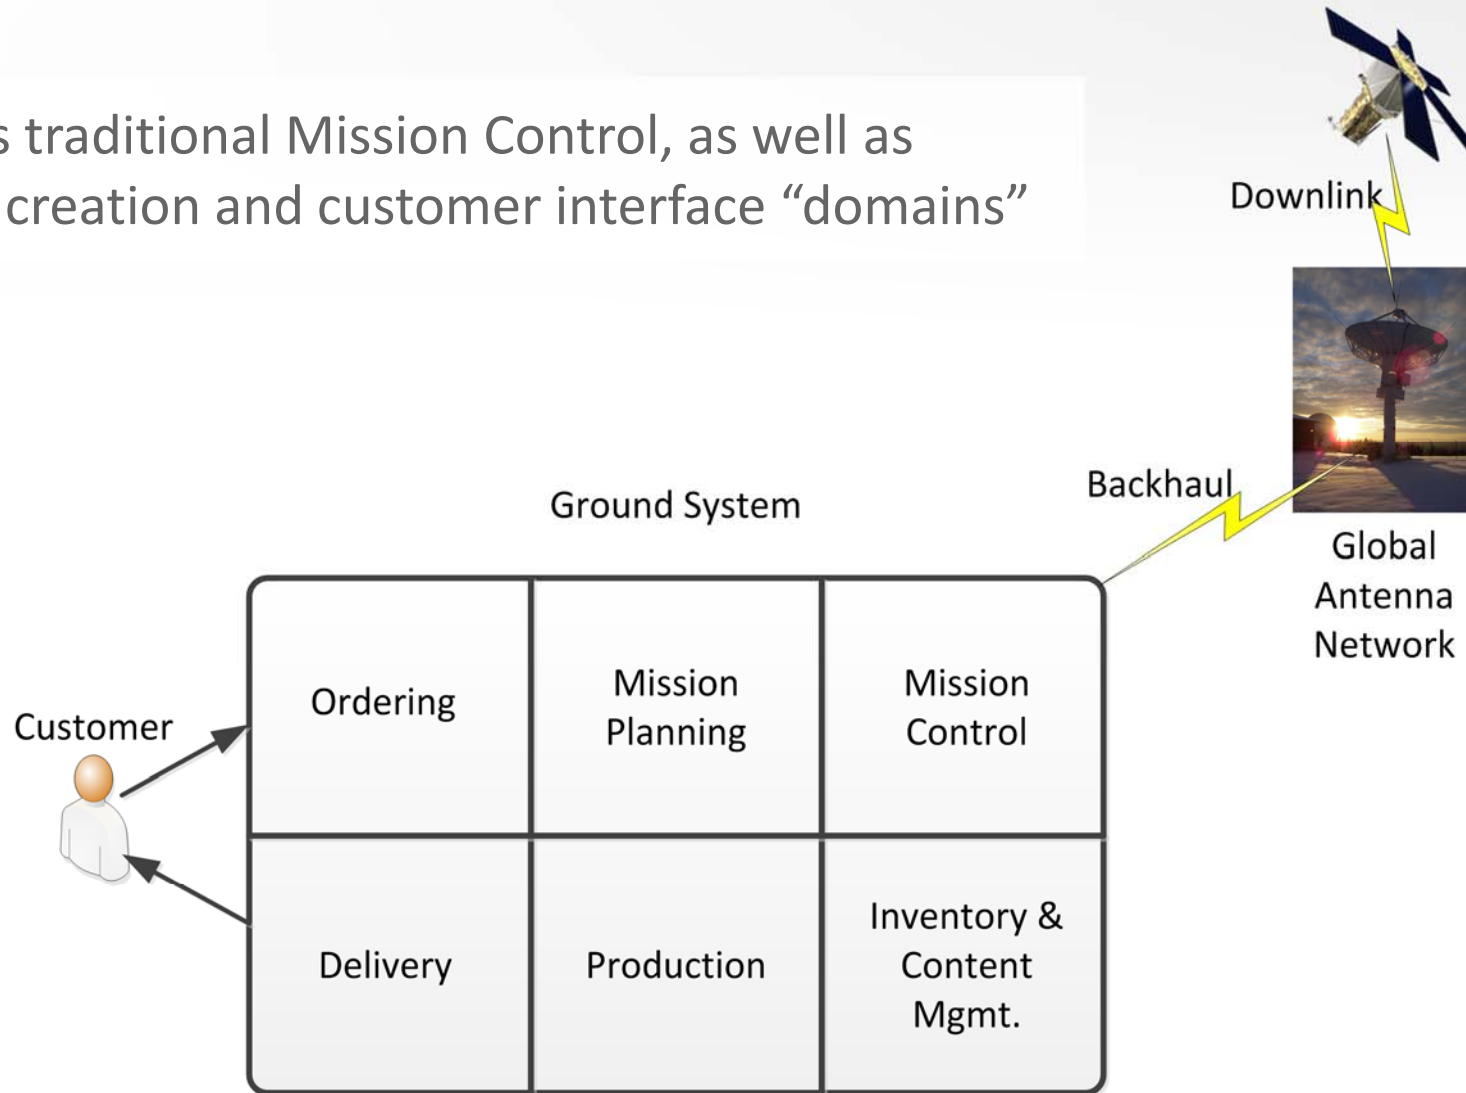 s traditional Mission Control, as well as
creation and customer interface “domains”
Downlink
Backhaul
Global
Antenna
Network
Ground System
Customer
Ordering
Mission
Planning
Mission
Control
Delivery
Production
Inventory &
Content
Mgmt.